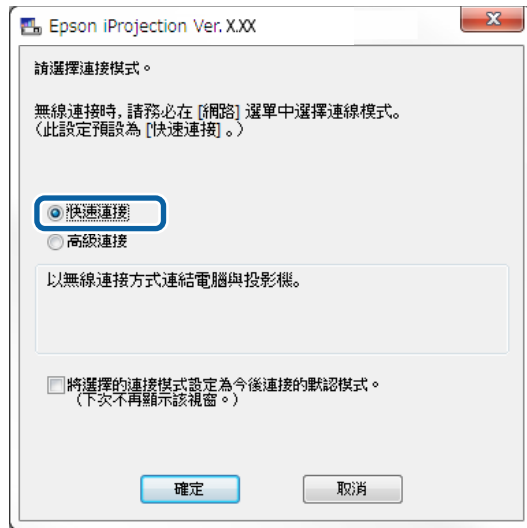 Epson iProjection Ver. X.XX
請選擇連接模式。
無線連接時, 請務必在 [網路] 選單中選擇連線模式。
(此設定預設為 [快速連接] 。)
快速連接
高級連接
以無線連接方式連結電腦與投影機。
將選擇的連接模式設定為今後連接的默認模式。
(下次不再顯示該視窗。)
確定
取消